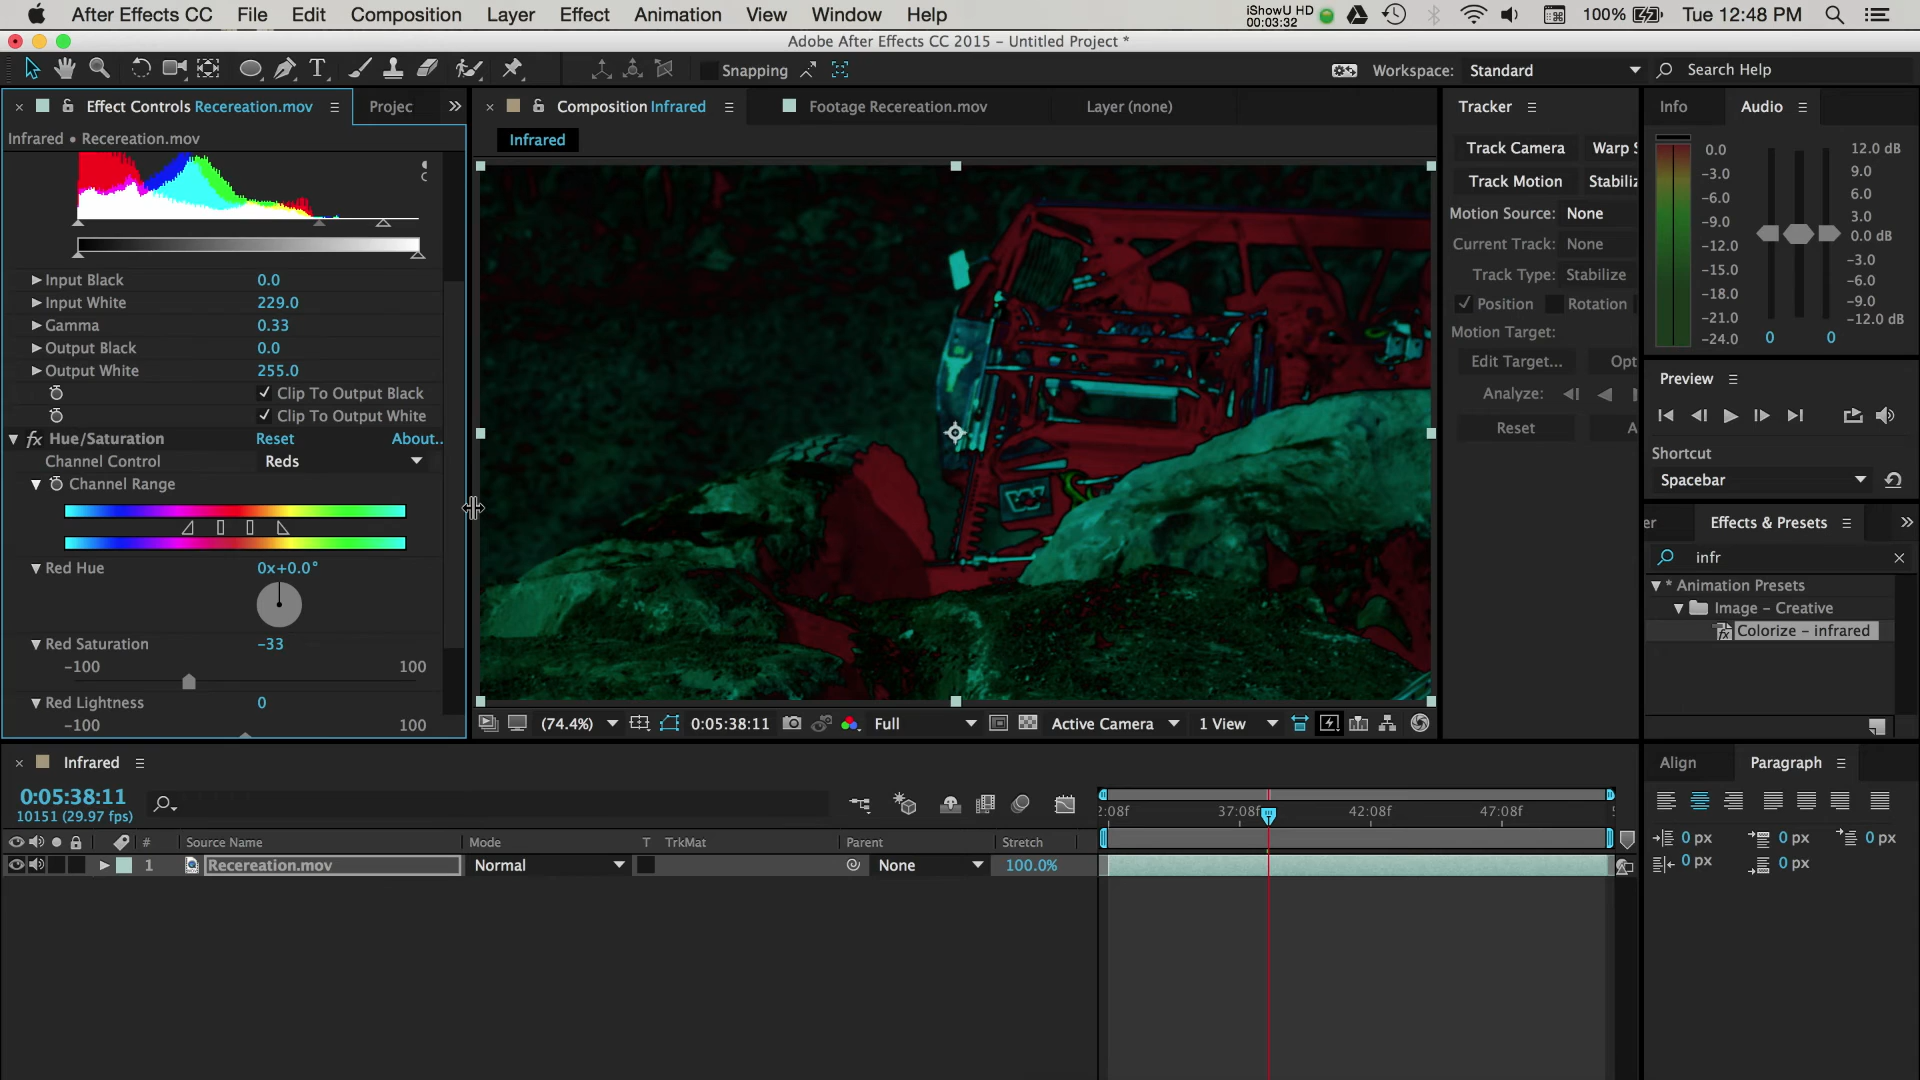 After Effects CC File Edit Composition Layer Effect Animation View Window Help iShowU HD 00:03:32 100% Tue 12:48 PM
Adobe After Effects CC 2015 – Untitled Project *
Snapping Workspace: Standard Search Help
Effect Controls Recereation.mov Projec Composition Infrared Footage Recereation.mov Layer (none) Tracker Info Audio
Infrared • Recereation.mov
Infrared
Input Black 0.0
Input White 229.0
Gamma 0.33
Output Black 0.0
Output White 255.0
Clip To Output Black
Clip To Output White
fx Hue/Saturation Reset About..
Channel Control Reds
Channel Range
Red Hue 0x+0.0°
Red Saturation -33
-100 100
Red Lightness 0
-100 100
(74.4%) 0:05:38:11 Full Active Camera 1 View
Track Camera Warp S
Track Motion Stabiliz
Motion Source: None
Current Track: None
Track Type: Stabilize
Position Rotation
Motion Target:
Edit Target... Opt
Analyze:
Reset A
0.0 12.0 dB
-3.0 9.0
-6.0 6.0
-9.0 3.0
-12.0 0.0 dB
-15.0 -3.0
-18.0 -6.0
-21.0 -9.0
-24.0 -12.0 dB
0 0
Preview
Shortcut
Spacebar
er Effects & Presets
infr
* Animation Presets
Image – Creative
Colorize – infrared
Infrared
0:05:38:11
10151 (29.97 fps)
2:08f 37:08f 42:08f 47:08f 5
# Source Name Mode T TrkMat Parent Stretch
1 Recereation.mov Normal None 100.0%
Align Paragraph
0 px 0 px 0 px
0 px 0 px